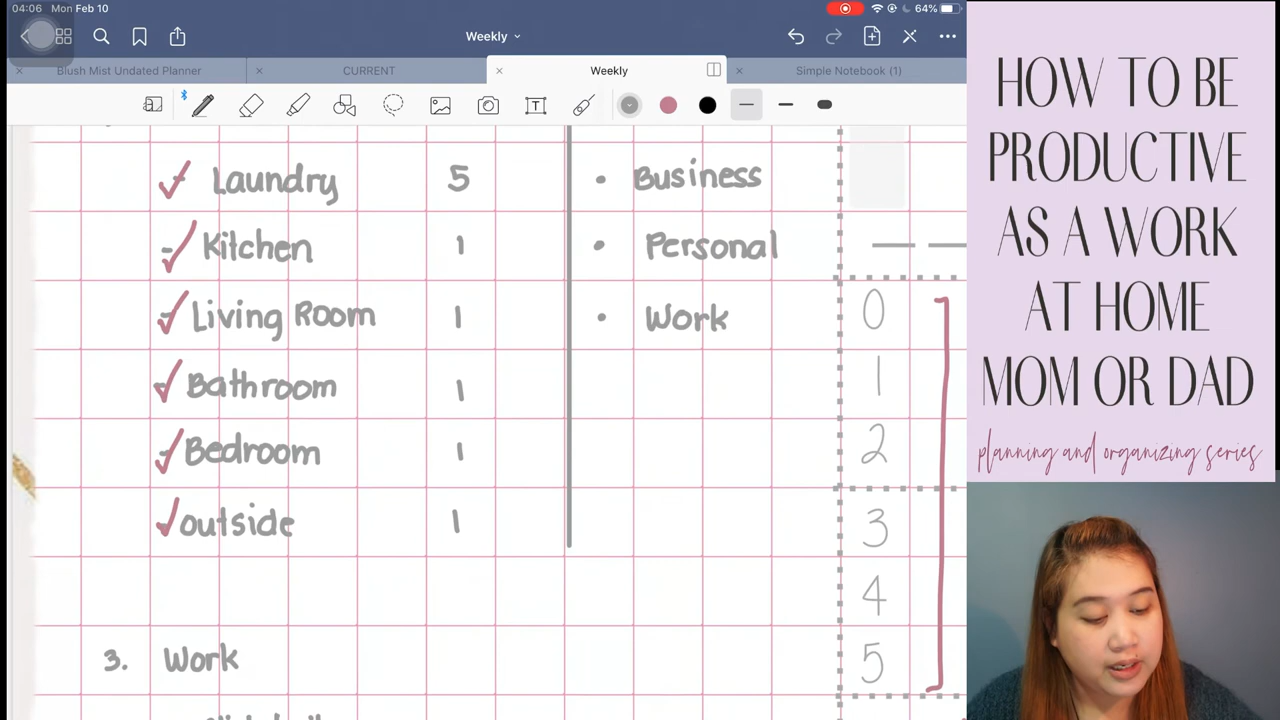 04:06 Mon Feb 10
64%
Weekly
Blush Mist Undated Planner
CURRENT
Weekly
Simple Notebook (1)
Laundry 5
Kitchen 1
Living Room 1
Bathroom 1
Bedroom 1
outside 1
3. Work
• Business
• Personal
• Work
0
1
2
3
4
5
HOW TO BE
PRODUCTIVE
AS A WORK
AT HOME
MOM OR DAD
planning and organizing series